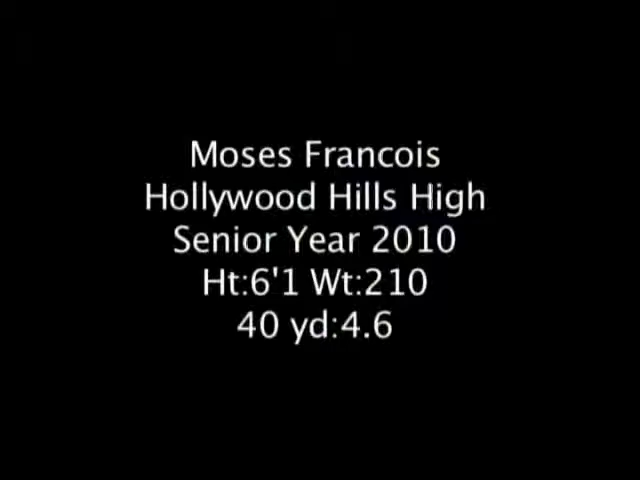 Moses Francois
Hollywood Hills High
Senior Year 2010
Ht:6'1 Wt:210
40 yd:4.6